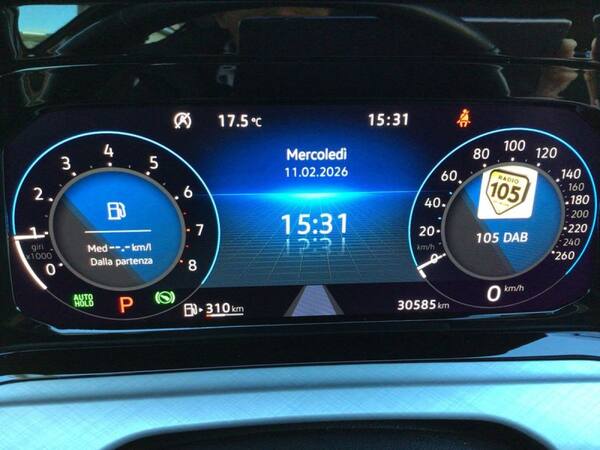 17.5 °C
15:31
Mercoledì
11.02.2026
15:31
0
1
2
3
4
5
6
7
8
giri
x1000
Med --.- km/l
Dalla partenza
0
20
40
60
80
100
120
140
160
180
200
220
240
260
km/h
RADIO
105
105 DAB
AUTO
HOLD
P
310 km
30585 km
0 km/h